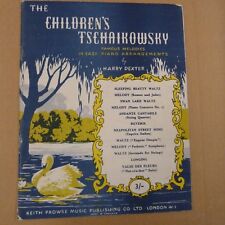 THE
CHILDREN'S
TSCHAIKOWSKY
FAMOUS MELODIES
IN EASY PIANO ARRANGEMENTS
by
HARRY DEXTER
SLEEPING BEAUTY WALTZ
MELODY (Romeo and Juliet)
SWAN LAKE WALTZ
MELODY (Piano Concerto No. 1)
ANDANTE CANTABILE
(String Quartet)
NEAPOLITAN STREET SONG
(Caprice Italien)
WALTZ ("Eugene Onegin")
MELODY ("Pathetic" Symphony)
WALTZ (Serenade for Strings)
LONGING
VALSE DES FLEURS
("Nut-cracker" Suite)
3/-
KEITH PROWSE MUSIC PUBLISHING CO LTD. LONDON W-1